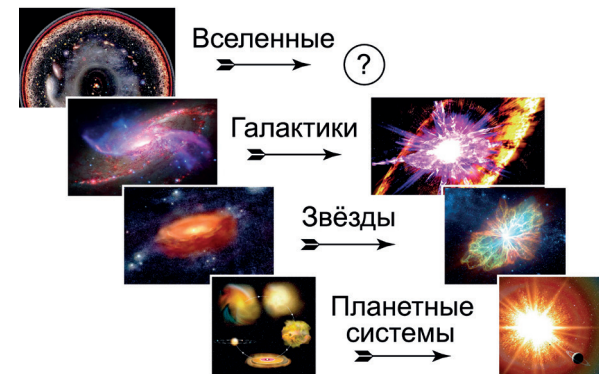 Вселенные
?
Галактики
Звёзды
Планетные
системы